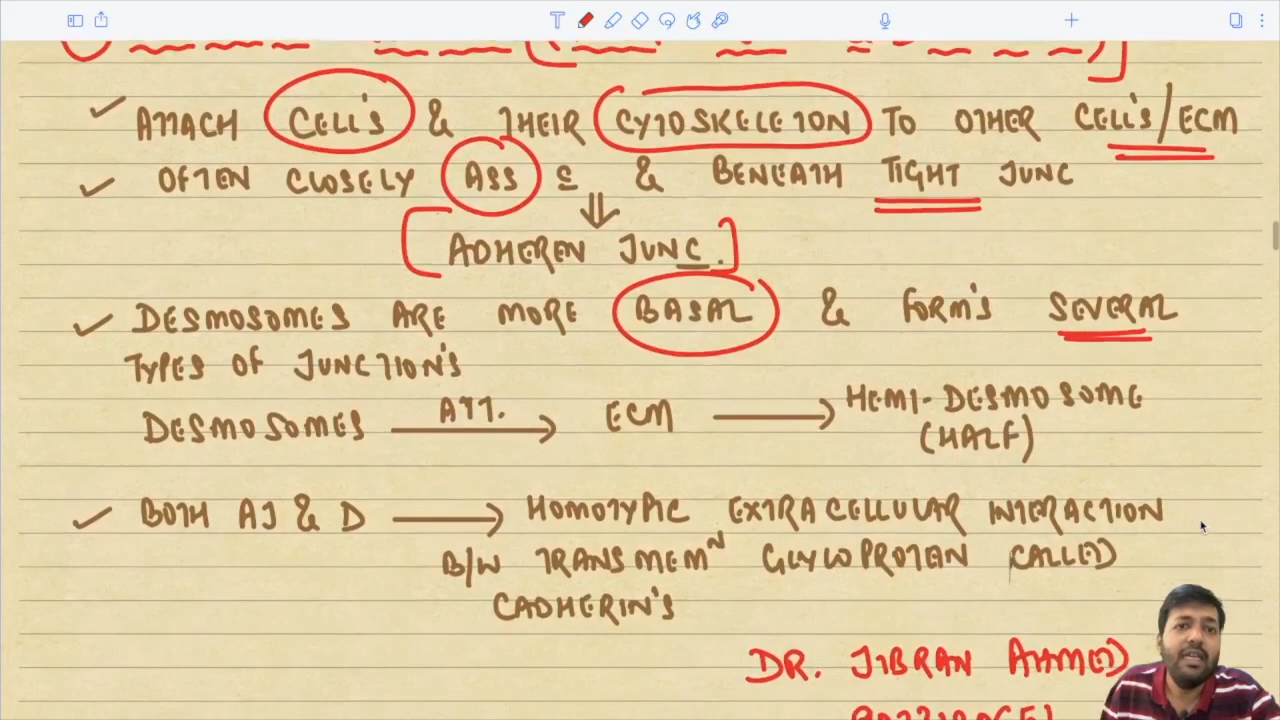 ATTACH CELL'S & THEIR CYTOSKELETON TO OTHER CELL'S/ECM
OFTEN CLOSELY ASS c & BENEATH TIGHT JUNC
ADHEREN JUNC.
DESMOSOMES ARE MORE BASAL & FORM'S SEVERAL
TYPES OF JUNCTION'S
DESMOSOMES ATT. ECM HEMI-DESMOSOME
(HALF)
BOTH AJ & D HOMOTYPIC EXTRACELLULAR INTERACTION
B/W TRANSMEMN GLYCOPROTEIN CALLED
CADHERIN'S
DR. JIBRAN AHMED